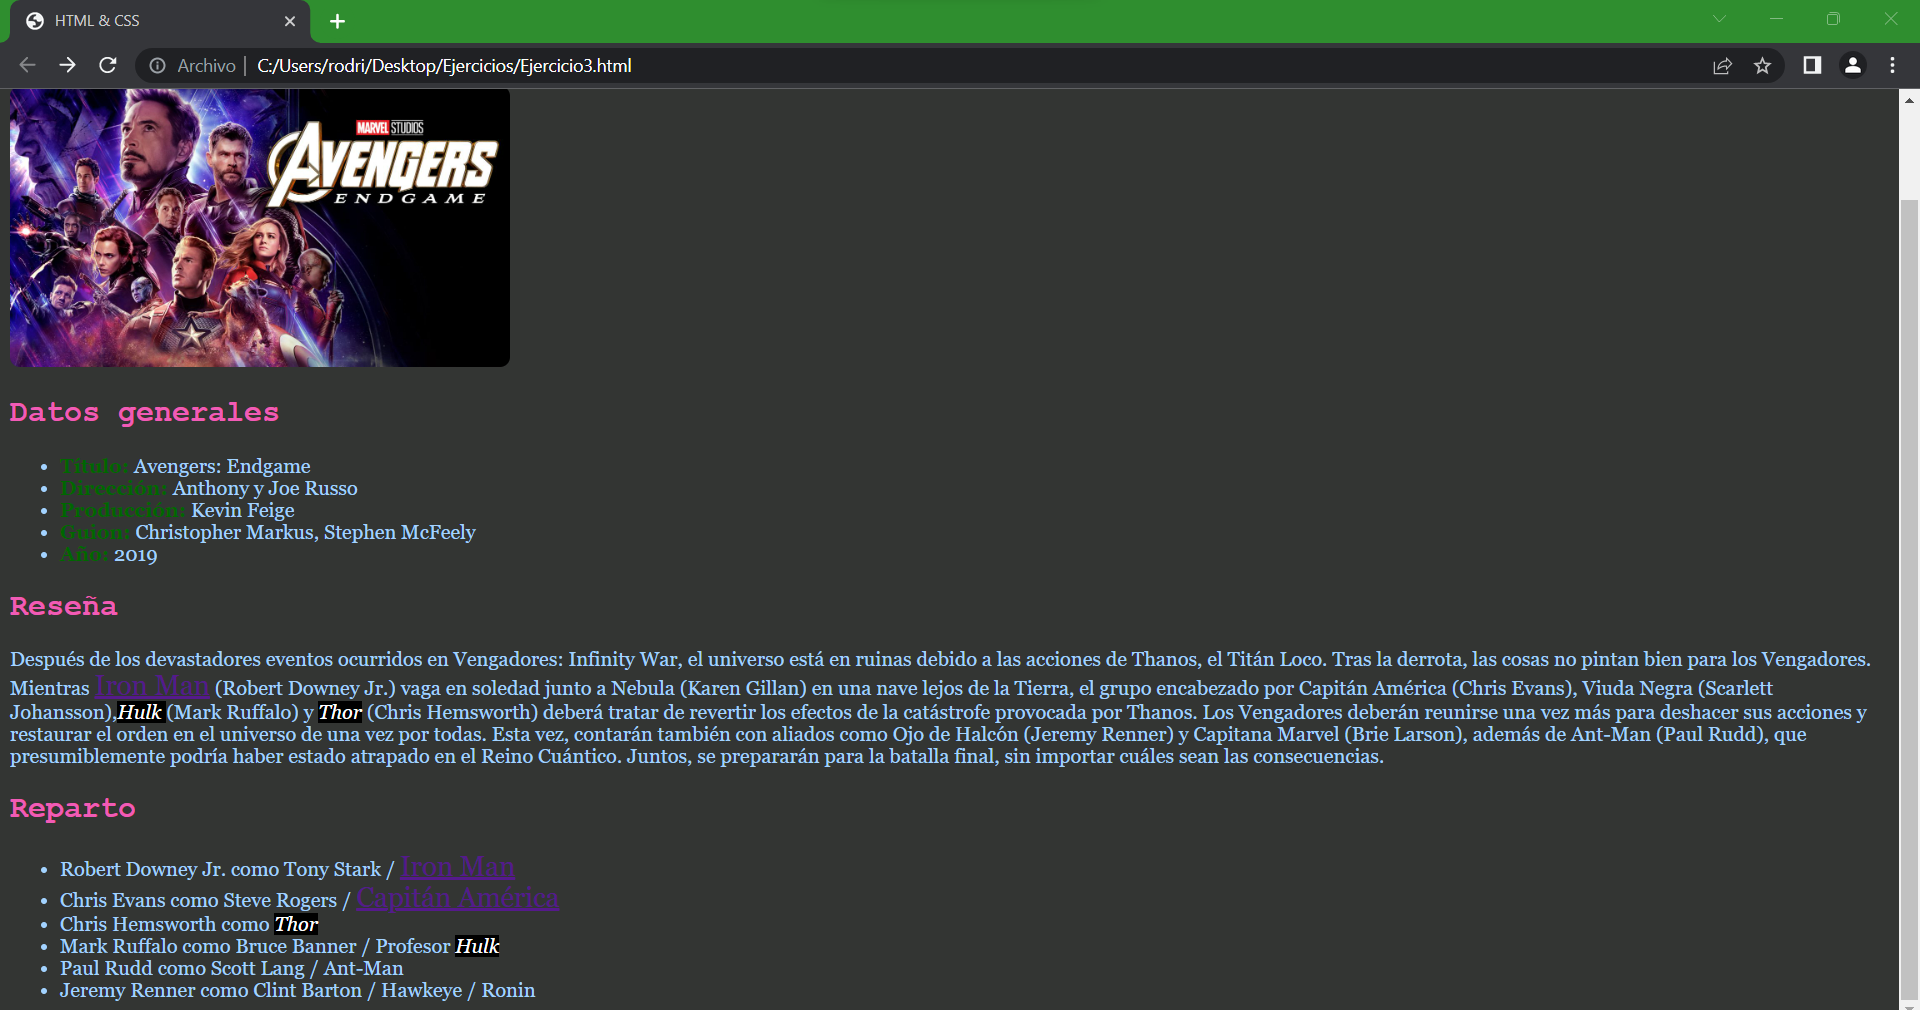 HTML & CSS
Archivo | C:/Users/rodri/Desktop/Ejercicios/Ejercicio3.html
MARVEL STUDIOS
AVENGERS
ENDGAME
Datos generales
Título: Avengers: Endgame
Dirección: Anthony y Joe Russo
Producción: Kevin Feige
Guion: Christopher Markus, Stephen McFeely
Año: 2019
Reseña
Después de los devastadores eventos ocurridos en Vengadores: Infinity War, el universo está en ruinas debido a las acciones de Thanos, el Titán Loco. Tras la derrota, las cosas no pintan bien para los Vengadores.
Mientras Iron Man (Robert Downey Jr.) vaga en soledad junto a Nebula (Karen Gillan) en una nave lejos de la Tierra, el grupo encabezado por Capitán América (Chris Evans), Viuda Negra (Scarlett
Johansson),Hulk (Mark Ruffalo) y Thor (Chris Hemsworth) deberá tratar de revertir los efectos de la catástrofe provocada por Thanos. Los Vengadores deberán reunirse una vez más para deshacer sus acciones y
restaurar el orden en el universo de una vez por todas. Esta vez, contarán también con aliados como Ojo de Halcón (Jeremy Renner) y Capitana Marvel (Brie Larson), además de Ant-Man (Paul Rudd), que
presumiblemente podría haber estado atrapado en el Reino Cuántico. Juntos, se prepararán para la batalla final, sin importar cuáles sean las consecuencias.
Reparto
Robert Downey Jr. como Tony Stark / Iron Man
Chris Evans como Steve Rogers / Capitán América
Chris Hemsworth como Thor
Mark Ruffalo como Bruce Banner / Profesor Hulk
Paul Rudd como Scott Lang / Ant-Man
Jeremy Renner como Clint Barton / Hawkeye / Ronin